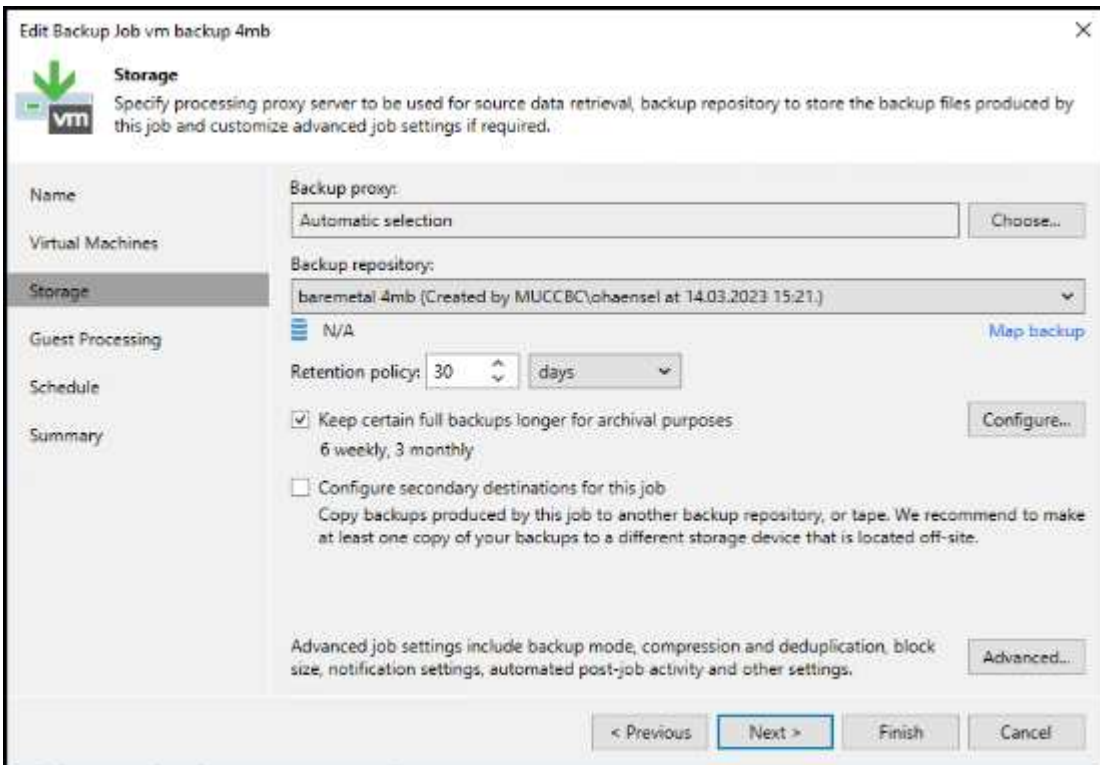 Edit Backup Job vm backup 4mb
Storage
Specify processing proxy server to be used for source data retrieval, backup repository to store the backup files produced by
this job and customize advanced job settings if required.
vm
Name
Virtual Machines
Storage
Guest Processing
Schedule
Summary
Backup proxy:
Automatic selection
Choose...
Backup repository:
baremetal 4mb (Created by MUCCBC\ohaensel at 14.03.2023 15:21.)
N/A
Map backup
Retention policy: 30 days
Keep certain full backups longer for archival purposes
Configure...
6 weekly, 3 monthly
Configure secondary destinations for this job
Copy backups produced by this job to another backup repository, or tape. We recommend to make
at least one copy of your backups to a different storage device that is located off-site.
Advanced job settings include backup mode, compression and deduplication, block
size, notification settings, automated post-job activity and other settings.
Advanced...
< Previous
Next >
Finish
Cancel